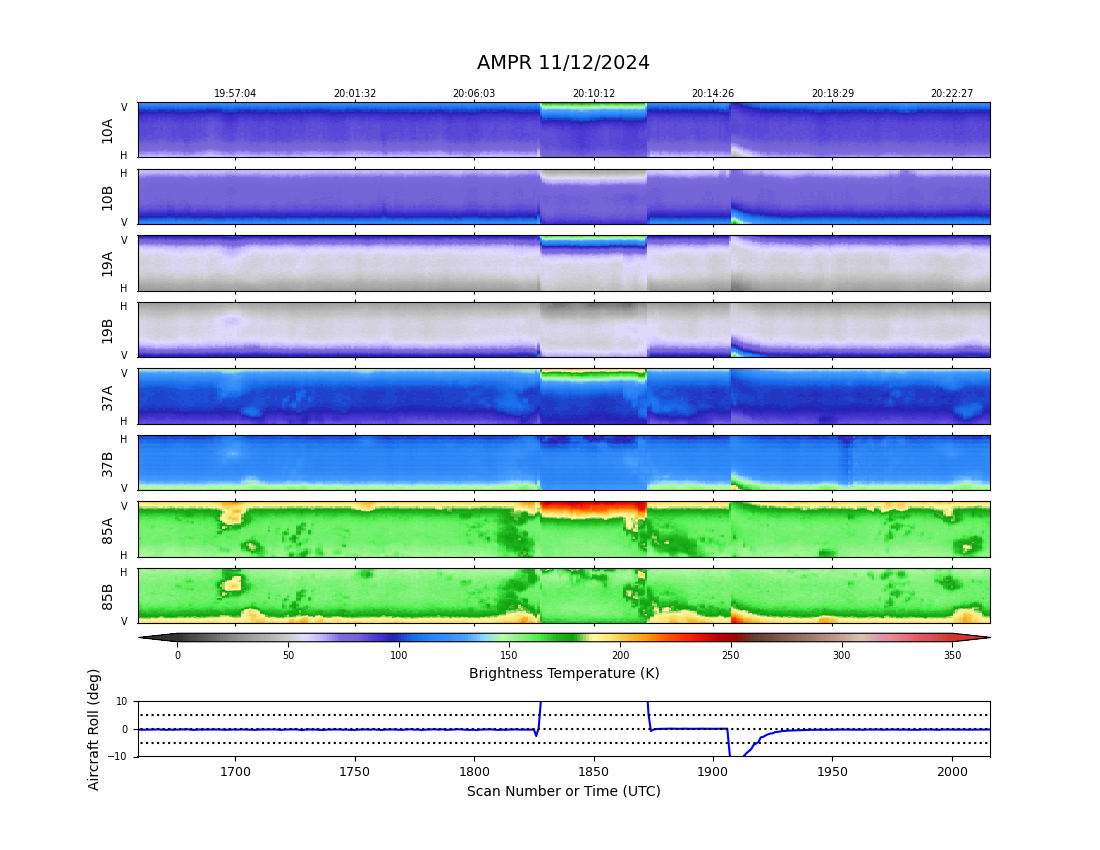 AMPR 11/12/2024
19:57:04 20:01:32 20:06:03 20:10:12 20:14:26 20:18:29 20:22:27
V
10A
H
H
10B
V
V
19A
H
H
19B
V
V
37A
H
H
37B
V
V
85A
H
H
85B
V
0 50 100 150 200 250 300 350
Brightness Temperature (K)
Aircraft Roll (deg)
10
0
−10
1700 1750 1800 1850 1900 1950 2000
Scan Number or Time (UTC)